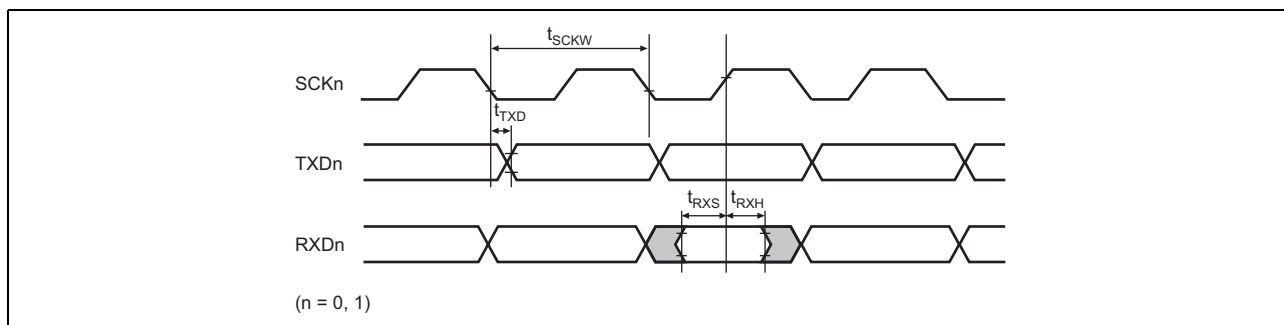 tSCKW
SCKn
tTXD
TXDn
tRXS tRXH
RXDn
(n = 0, 1)